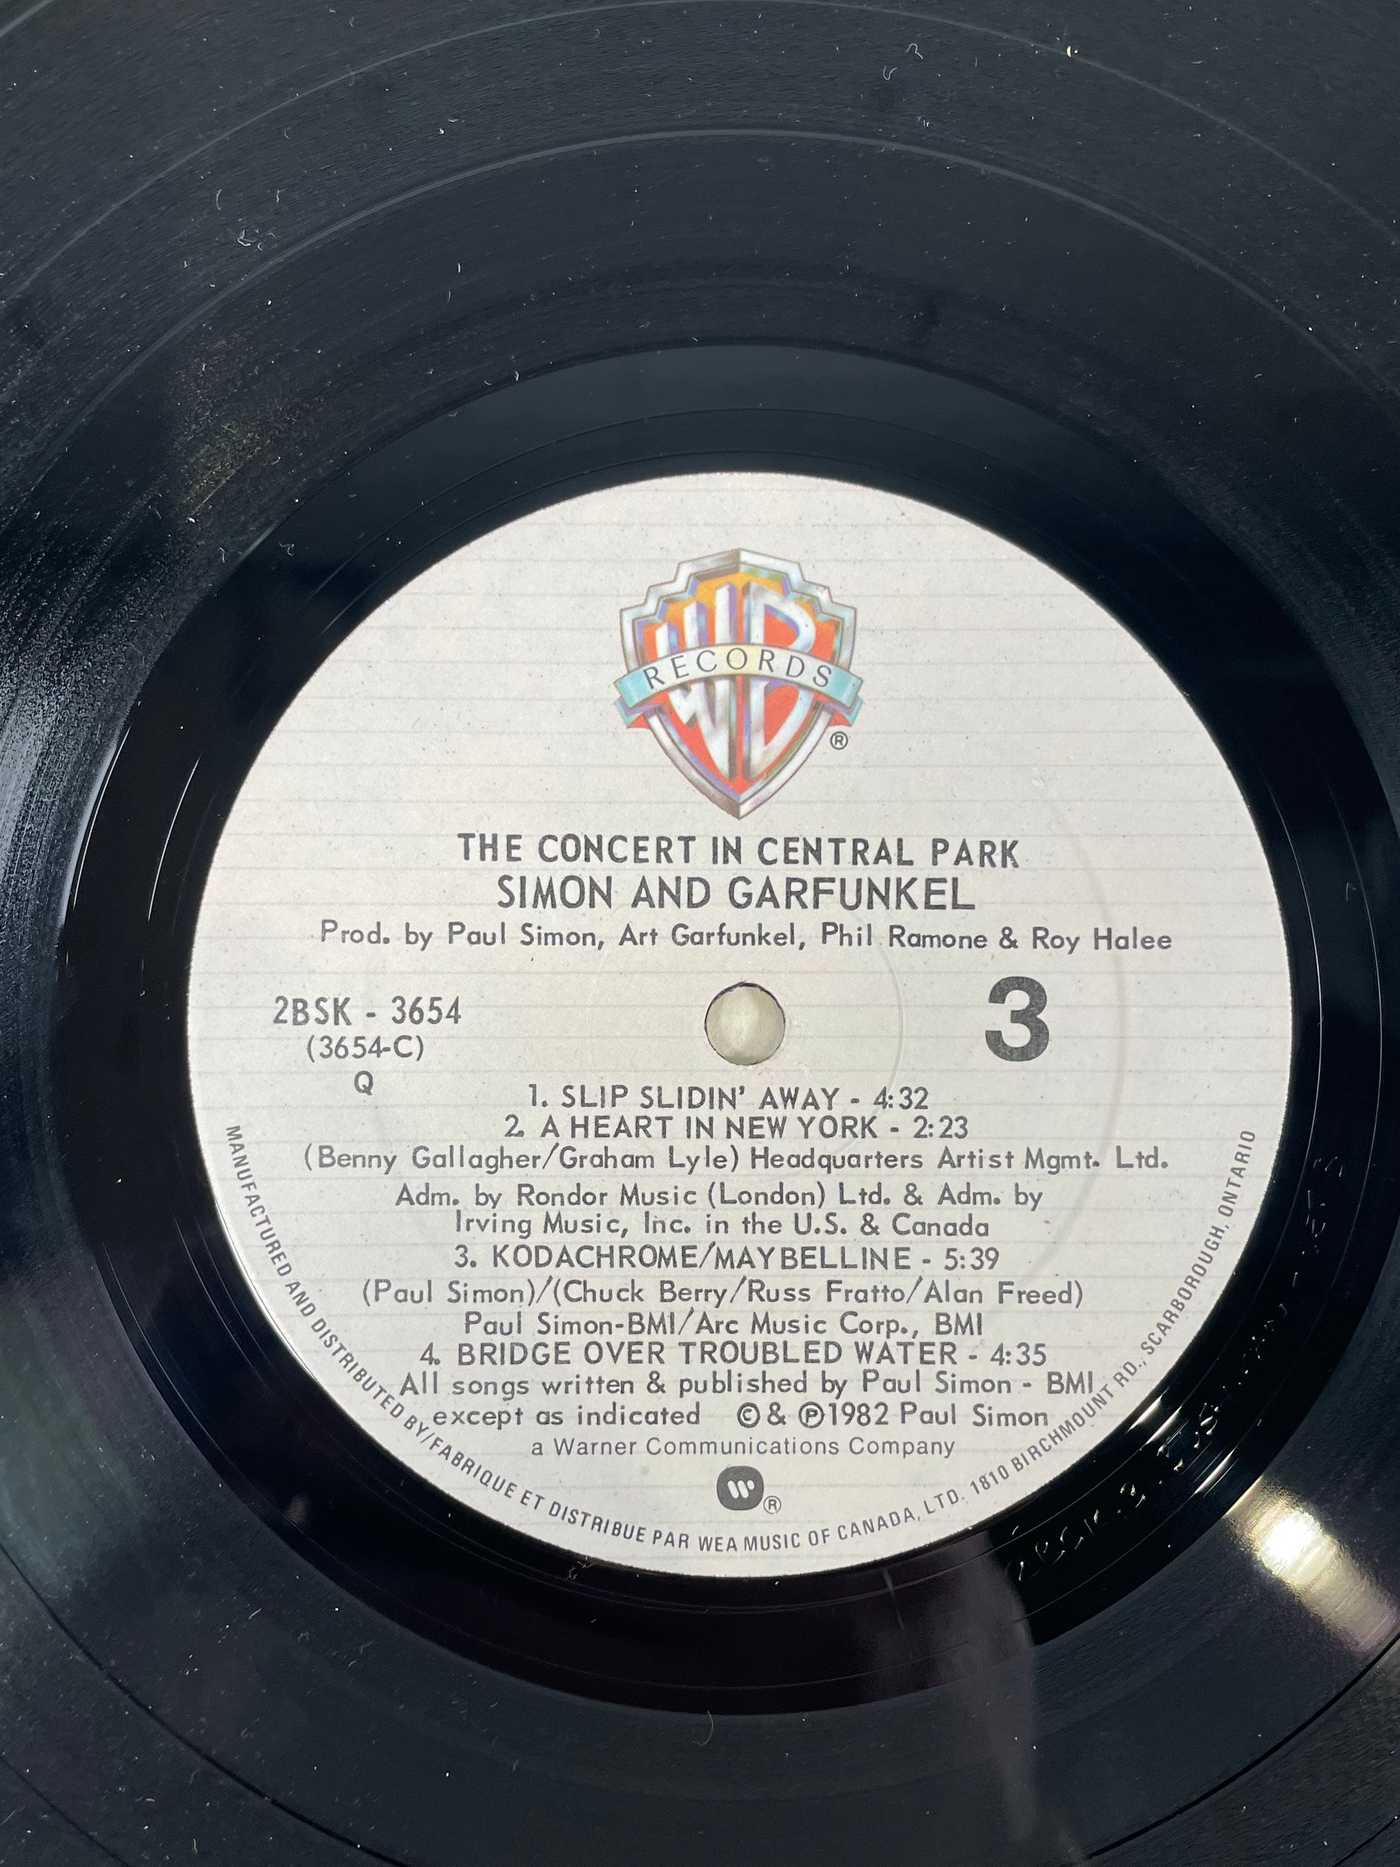 WB
RECORDS
®
THE CONCERT IN CENTRAL PARK
SIMON AND GARFUNKEL
Prod. by Paul Simon, Art Garfunkel, Phil Ramone & Roy Halee
2BSK - 3654
(3654-C)
Q
3
1. SLIP SLIDIN' AWAY - 4:32
2. A HEART IN NEW YORK - 2:23
(Benny Gallagher/Graham Lyle) Headquarters Artist Mgmt. Ltd.
Adm. by Rondor Music (London) Ltd. & Adm. by
Irving Music, Inc. in the U.S. & Canada
3. KODACHROME/MAYBELLINE - 5:39
(Paul Simon)/(Chuck Berry/Russ Fratto/Alan Freed)
Paul Simon-BMI/Arc Music Corp., BMI
4. BRIDGE OVER TROUBLED WATER - 4:35
All songs written & published by Paul Simon - BMI
except as indicated © & ℗1982 Paul Simon
a Warner Communications Company
®
MANUFACTURED AND DISTRIBUTED BY/FABRIQUE ET DISTRIBUE PAR WEA MUSIC OF CANADA, LTD. 1810 BIRCHMOUNT RD., SCARBOROUGH, ONTARIO